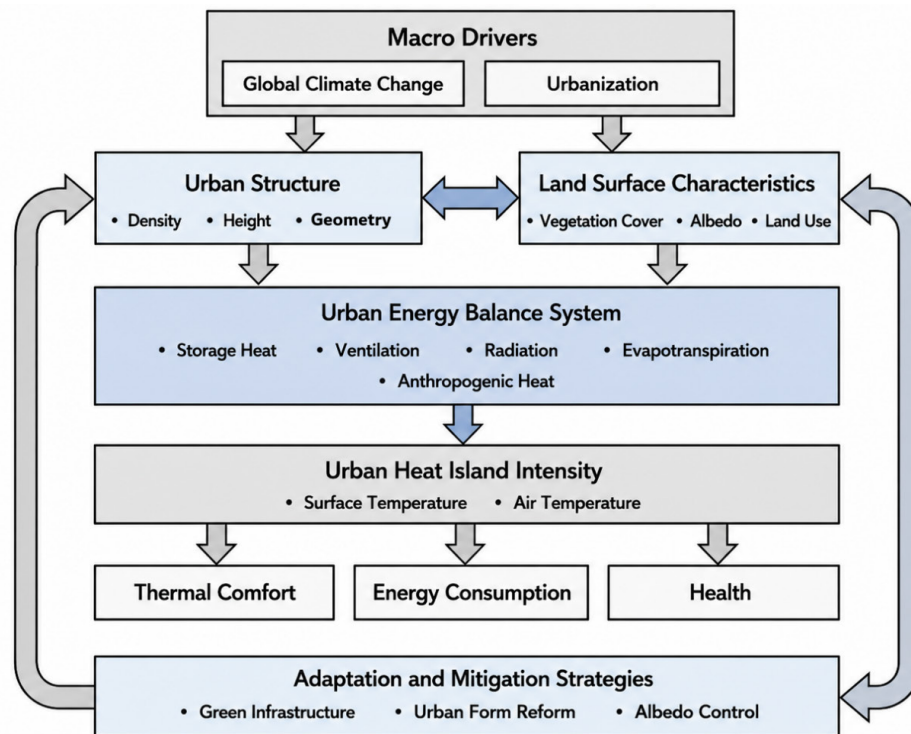 Macro Drivers
Global Climate Change Urbanization
Urban Structure
• Density • Height • Geometry
Land Surface Characteristics
• Vegetation Cover • Albedo • Land Use
Urban Energy Balance System
• Storage Heat • Ventilation • Radiation • Evapotranspiration
• Anthropogenic Heat
Urban Heat Island Intensity
• Surface Temperature • Air Temperature
Thermal Comfort Energy Consumption Health
Adaptation and Mitigation Strategies
• Green Infrastructure • Urban Form Reform • Albedo Control